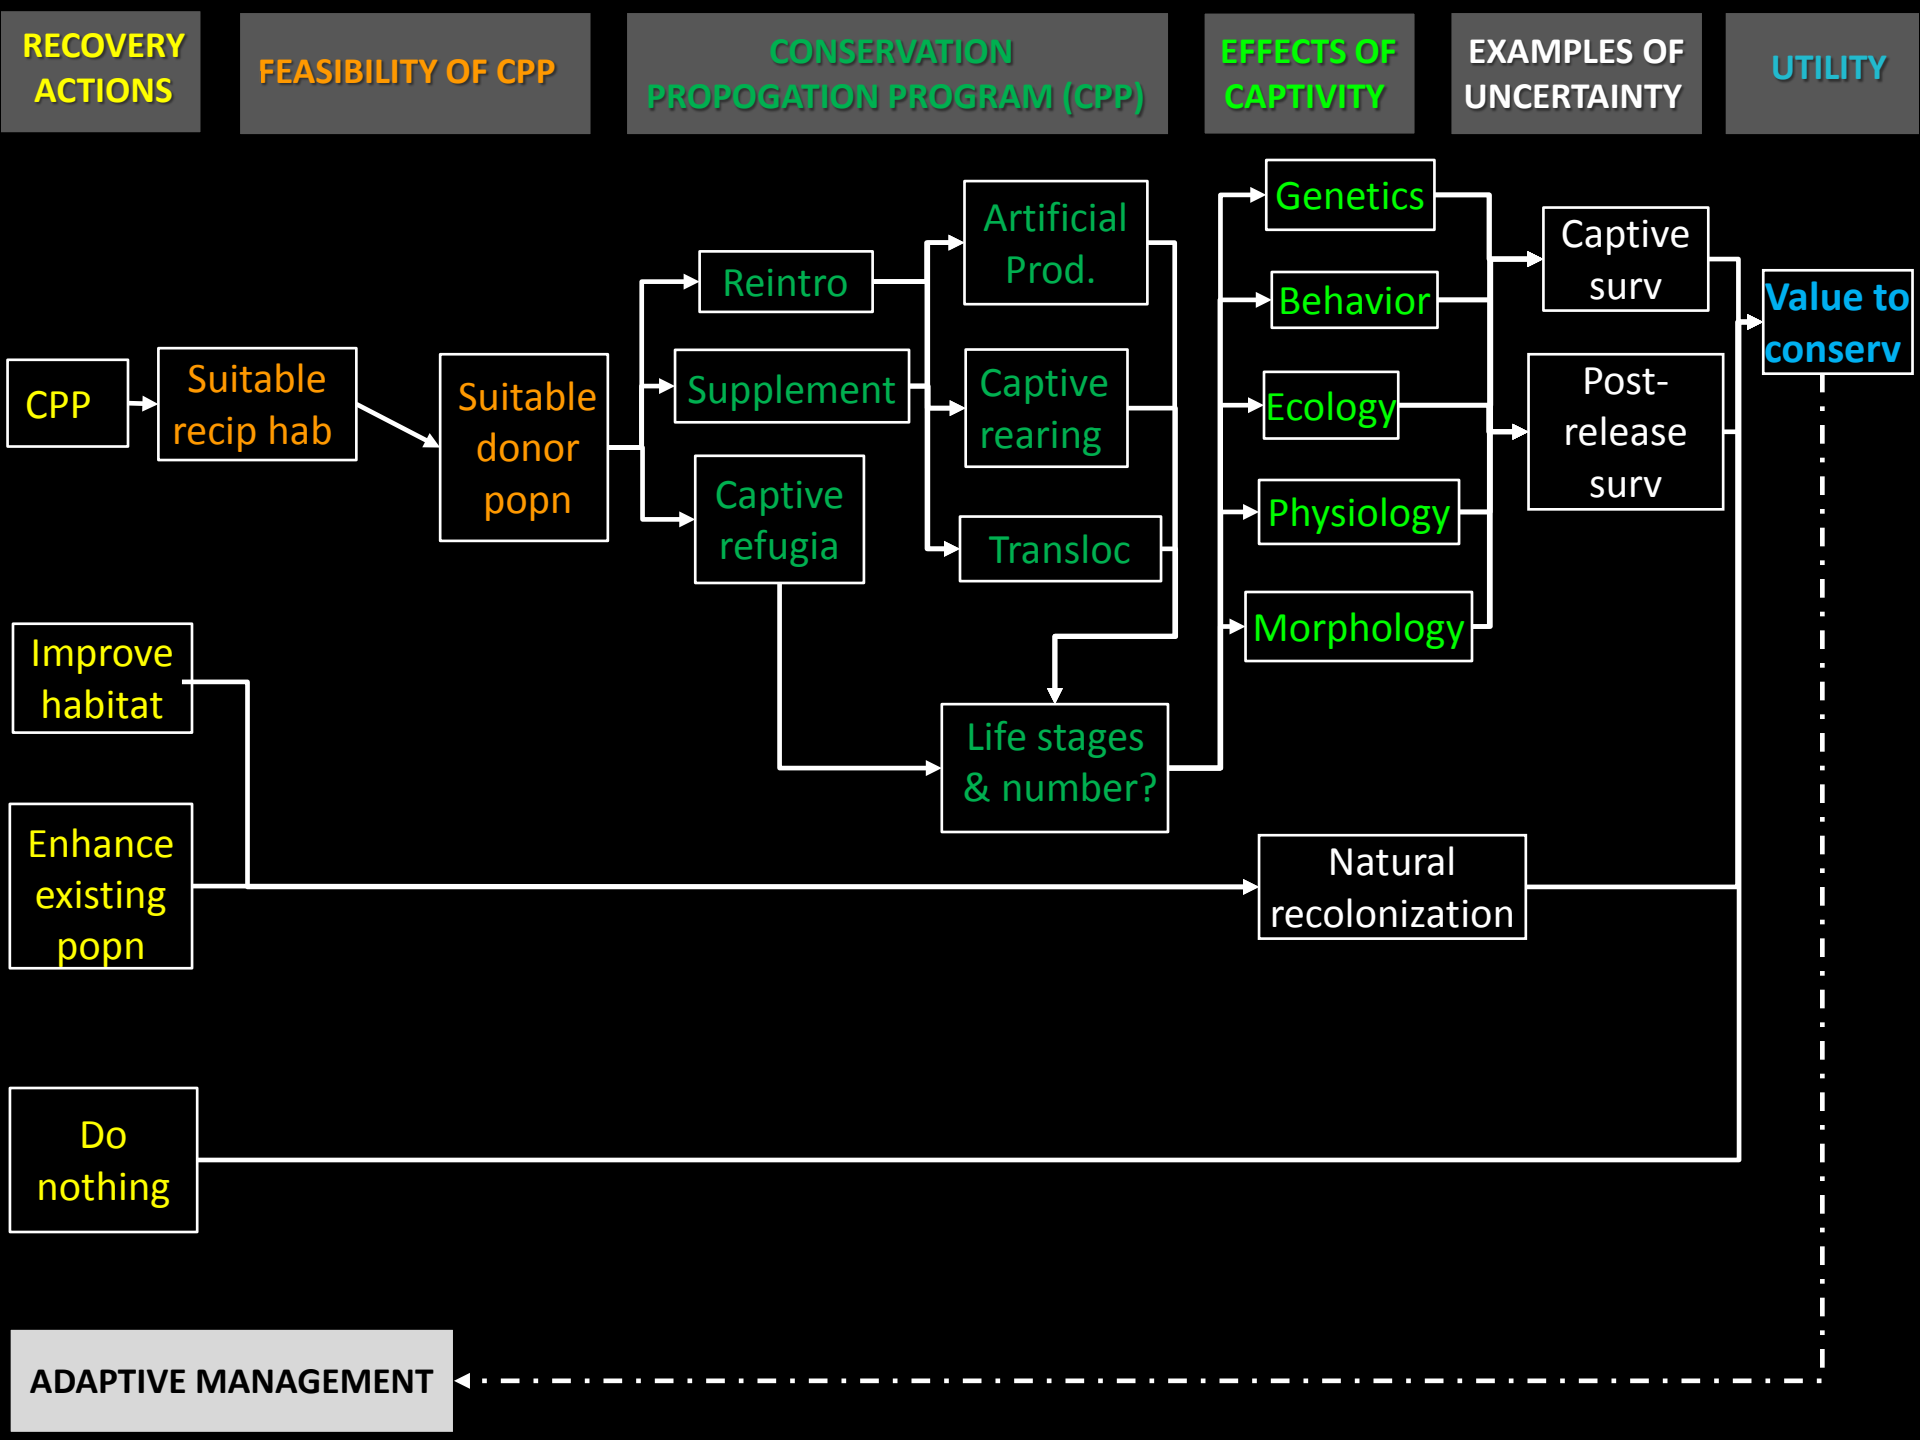 RECOVERY
ACTIONS
FEASIBILITY OF CPP
CONSERVATION
PROPOGATION PROGRAM (CPP)
EFFECTS OF
CAPTIVITY
EXAMPLES OF
UNCERTAINTY
UTILITY
CPP
Suitable
recip hab
Suitable
donor
popn
Reintro
Supplement
Captive
refugia
Artificial
Prod.
Captive
rearing
Transloc
Life stages
& number?
Genetics
Behavior
Ecology
Physiology
Morphology
Captive
surv
Post-
release
surv
Value to
conserv
Improve
habitat
Enhance
existing
popn
Natural
recolonization
Do
nothing
ADAPTIVE MANAGEMENT